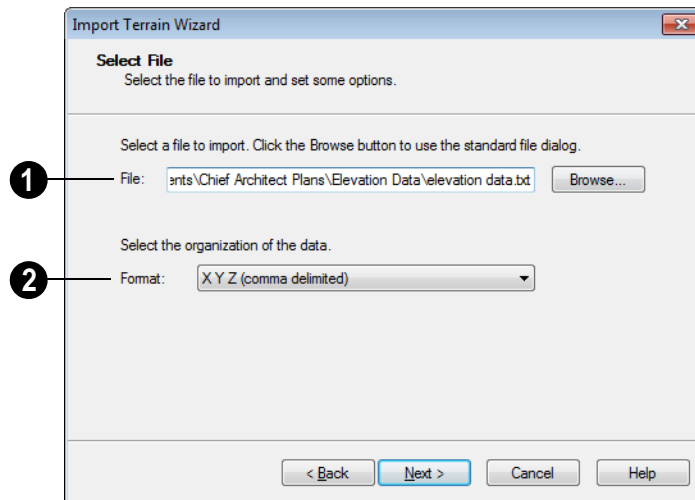 Import Terrain Wizard
Select File
Select the file to import and set some options.
Select a file to import. Click the Browse button to use the standard file dialog.
1
File: ents\Chief Architect Plans\Elevation Data\elevation data.txt Browse...
Select the organization of the data.
2
Format: X Y Z (comma delimited)
< Back Next > Cancel Help